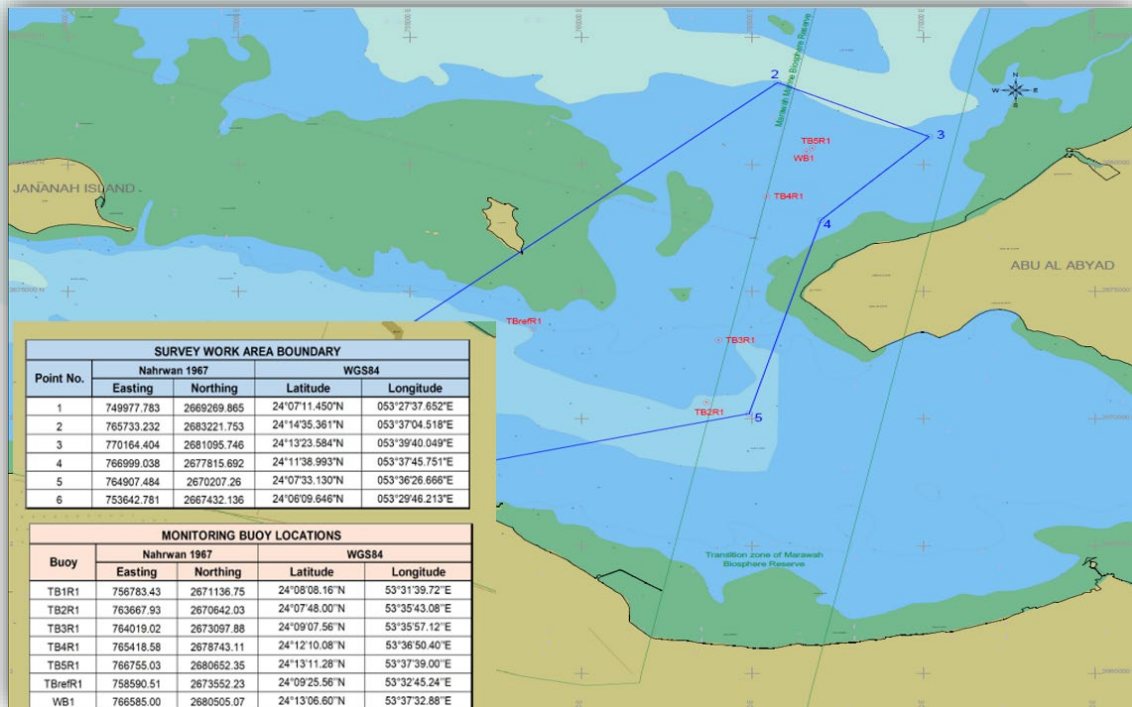 2
Marawah Marine Biosphere Reserve
N
W E
S
3
TB5R1
WB1
JANANAH ISLAND
TB4R1
4
ABU AL ABYAD
TBrefR1
TB3R1
TB2R1
5
Transition zone of Marawah
Biosphere Reserve
SURVEY WORK AREA BOUNDARY
Point No. Nahrwan 1967 WGS84
Easting Northing Latitude Longitude
1 749977.783 2669269.865 24°07'11.450"N 053°27'37.652"E
2 765733.232 2683221.753 24°14'35.361"N 053°37'04.518"E
3 770164.404 2681095.746 24°13'23.584"N 053°39'40.049"E
4 766999.038 2677815.692 24°11'38.993"N 053°37'45.751"E
5 764907.484 2670207.26 24°07'33.130"N 053°36'26.666"E
6 753642.781 2667432.136 24°06'09.646"N 053°29'46.213"E
MONITORING BUOY LOCATIONS
Buoy Nahrwan 1967 WGS84
Easting Northing Latitude Longitude
TB1R1 756783.43 2671136.75 24°08'08.16"N 53°31'39.72"E
TB2R1 763667.93 2670642.03 24°07'48.00"N 53°35'43.08"E
TB3R1 764019.02 2673097.88 24°09'07.56"N 53°35'57.12"E
TB4R1 765418.58 2678743.11 24°12'10.08"N 53°36'50.40"E
TB5R1 766755.03 2680652.35 24°13'11.28"N 53°37'39.00"E
TBrefR1 758590.51 2673552.23 24°09'25.56"N 53°32'45.24"E
WB1 766585.00 2680505.07 24°13'06.60"N 53°37'32.88"E